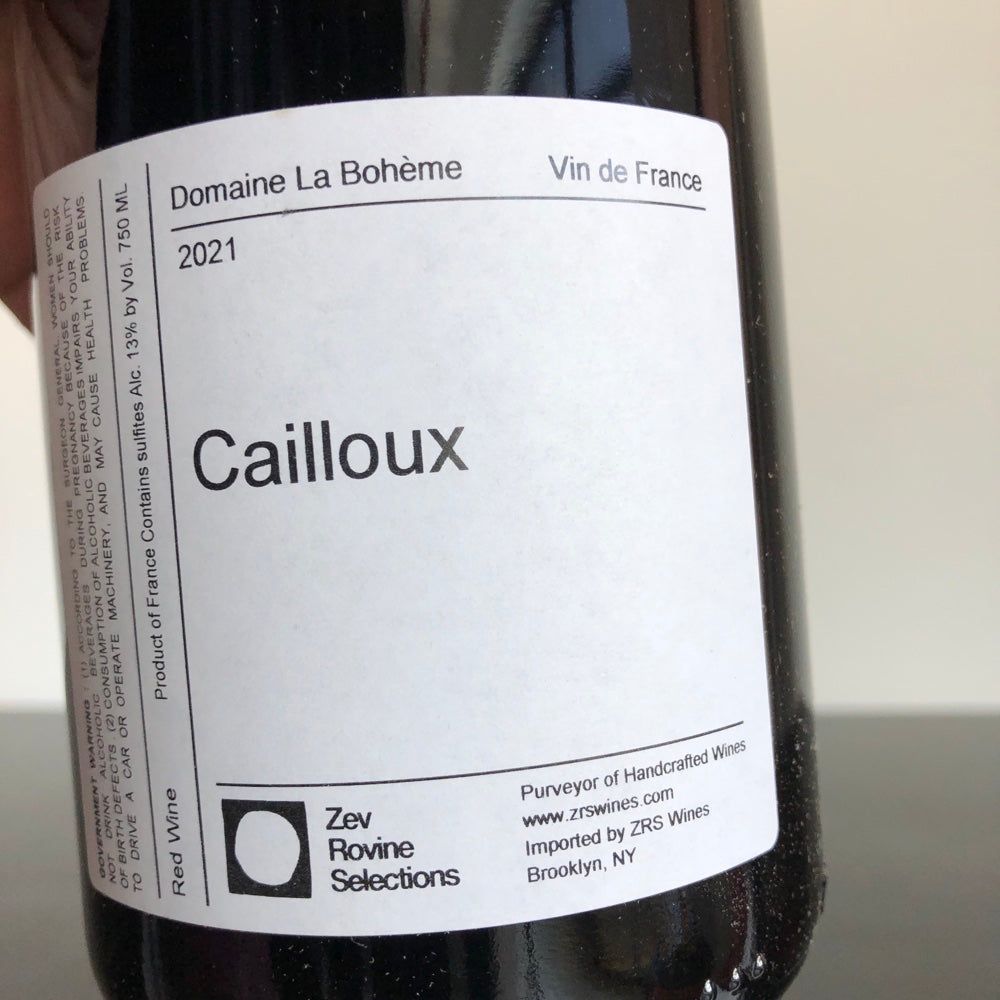 Domaine La Bohème
Vin de France
2021
Cailloux
Zev
Rovine
Selections
Purveyor of Handcrafted Wines
www.zrswines.com
Imported by ZRS Wines
Brooklyn, NY
Red Wine
Product of France Contains sulfites Alc. 13% by Vol. 750 ML
GOVERNMENT WARNING : (1) ACCORDING TO THE SURGEON GENERAL WOMEN SHOULD
NOT DRINK ALCOHOLIC BEVERAGES DURING PREGNANCY BECAUSE OF THE RISK
OF BIRTH DEFECTS. (2) CONSUMPTION OF ALCOHOLIC BEVERAGES IMPAIRS YOUR ABILITY
TO DRIVE A CAR OR OPERATE MACHINERY, AND MAY CAUSE HEALTH PROBLEMS.